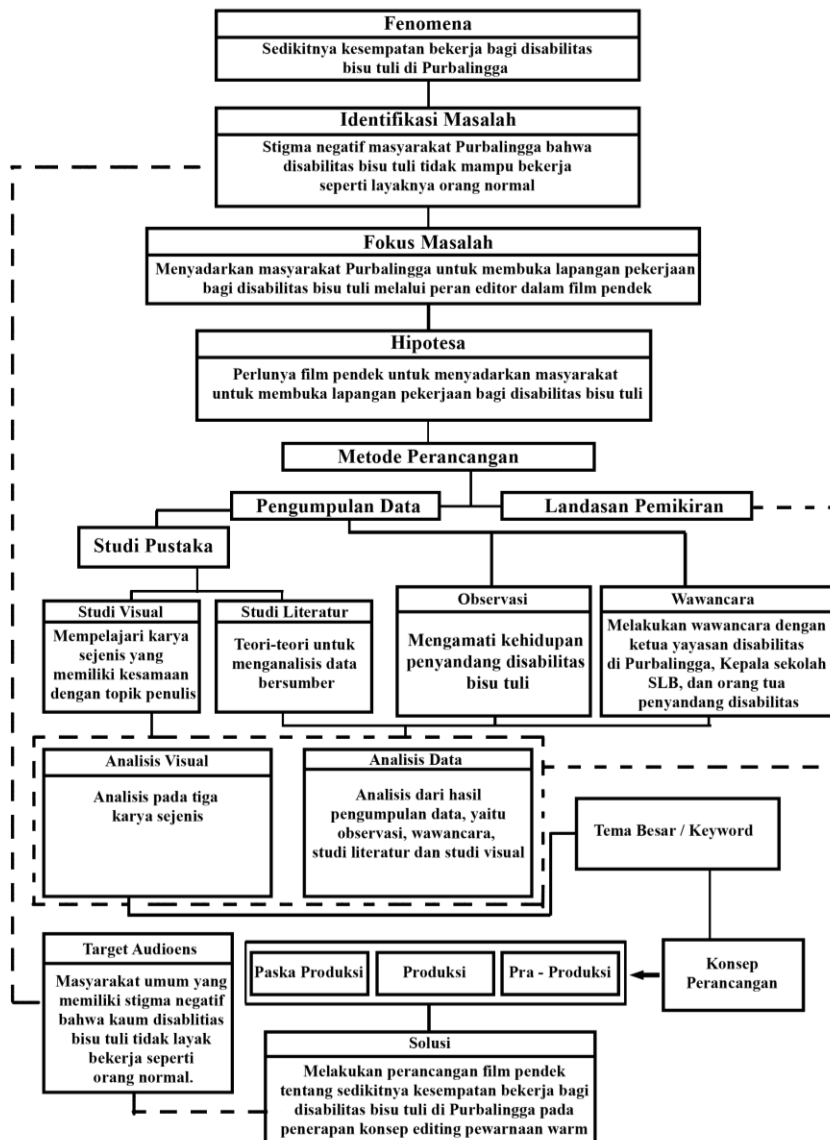 Fenomena
Sedikitnya kesempatan bekerja bagi disabilitas
bisu tuli di Purbalingga
Identifikasi Masalah
Stigma negatif masyarakat Purbalingga bahwa
disabilitas bisu tuli tidak mampu bekerja
seperti layaknya orang normal
Fokus Masalah
Menyadarkan masyarakat Purbalingga untuk membuka lapangan pekerjaan
bagi disabilitas bisu tuli melalui peran editor dalam film pendek
Hipotesa
Perlunya film pendek untuk menyadarkan masyarakat
untuk membuka lapangan pekerjaan bagi disabilitas bisu tuli
Metode Perancangan
Pengumpulan Data
Landasan Pemikiran
Studi Pustaka
Studi Visual
Mempelajari karya
sejenis yang
memiliki kesamaan
dengan topik penulis
Studi Literatur
Teori-teori untuk
menganalisis data
bersumber
Observasi
Mengamati kehidupan
penyandang disabilitas
bisu tuli
Wawancara
Melakukan wawancara dengan
ketua yayasan disabilitas
di Purbalingga, Kepala sekolah
SLB, dan orang tua
penyandang disabilitas
Analisis Visual
Analisis pada tiga
karya sejenis
Analisis Data
Analisis dari hasil
pengumpulan data, yaitu
observasi, wawancara,
studi literatur dan studi visual
Tema Besar / Keyword
Konsep
Perancangan
Paska Produksi
Produksi
Pra - Produksi
Target Audioens
Masyarakat umum yang
memiliki stigma negatif
bahwa kaum disablitias
bisu tuli tidak layak
bekerja seperti
orang normal.
Solusi
Melakukan perancangan film pendek
tentang sedikitnya kesempatan bekerja bagi
disabilitas bisu tuli di Purbalingga pada
penerapan konsep editing pewarnaan warm